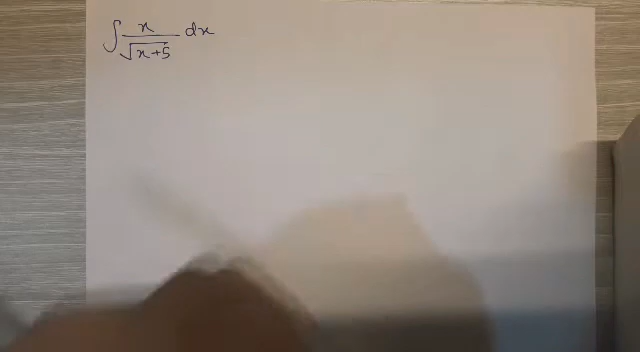 ∫ x/√(x+5) dx